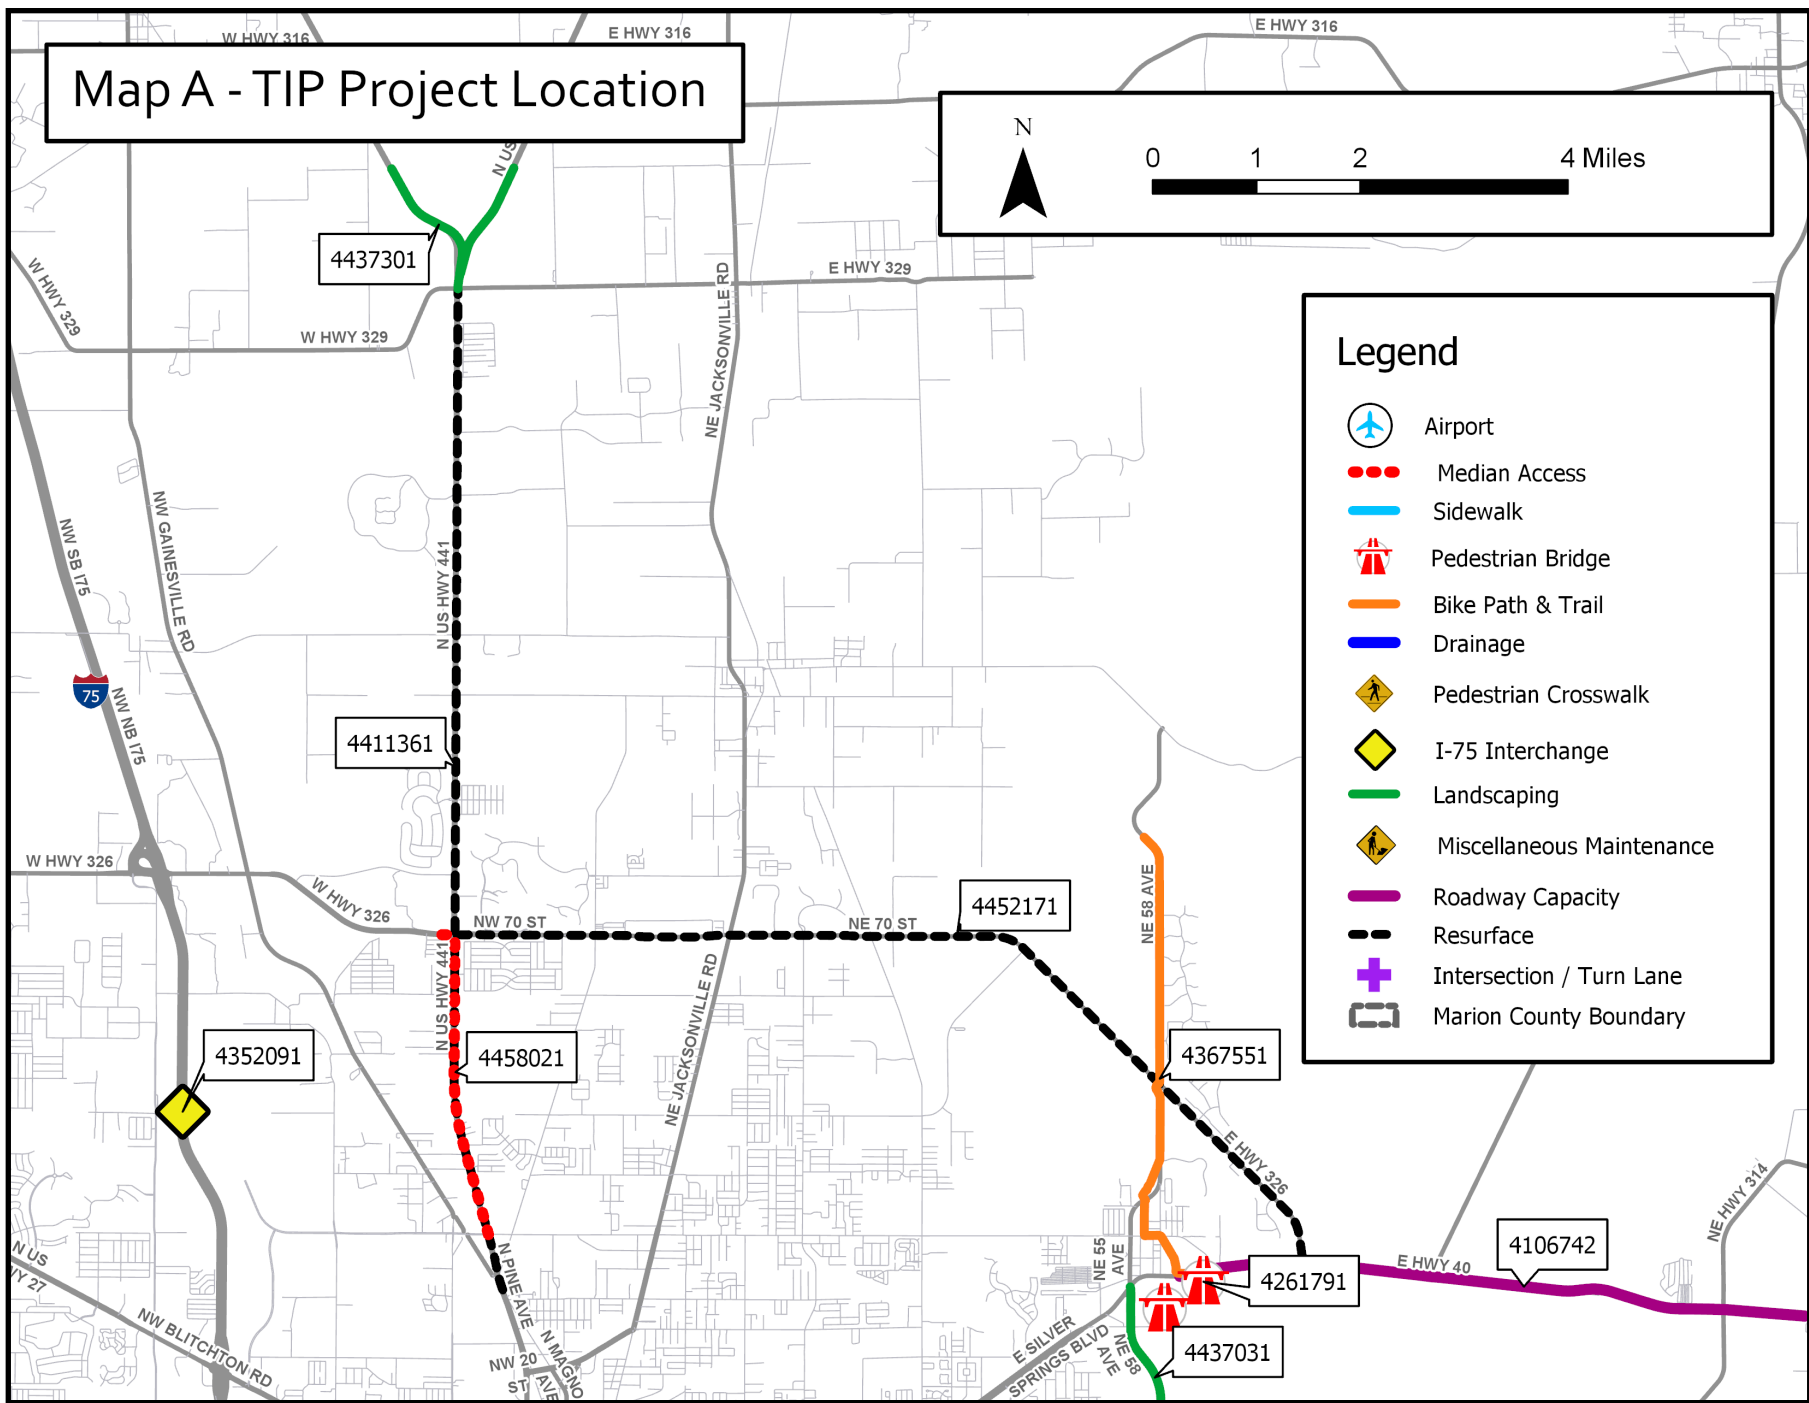 W HWY 316
E HWY 316
E HWY 316
Map A - TIP Project Location
N
0 1 2 4 Miles
N US
4437301
W HWY 329
E HWY 329
W HWY 329
NE JACKSONVILLE RD
Legend
Airport
Median Access
Sidewalk
Pedestrian Bridge
Bike Path & Trail
Drainage
Pedestrian Crosswalk
I-75 Interchange
Landscaping
Miscellaneous Maintenance
Roadway Capacity
Resurface
Intersection / Turn Lane
Marion County Boundary
NW SB I75
NW GAINESVILLE RD
N US HWY 441
75
NW NB I75
4411361
W HWY 326
W HWY 326
NW 70 ST
NE 70 ST
4452171
NE 58 AVE
N US HWY 441
NE JACKSONVILLE RD
4352091
4458021
4367551
E HWY 326
NE HWY 314
N US
WY 27
NW BLITCHTON RD
N PINE AVE
N MAGNO
AVE
NW 20
ST
NE 55
AVE
E HWY 40
4106742
4261791
E SILVER
SPRINGS BLVD
NE 58
AVE
4437031